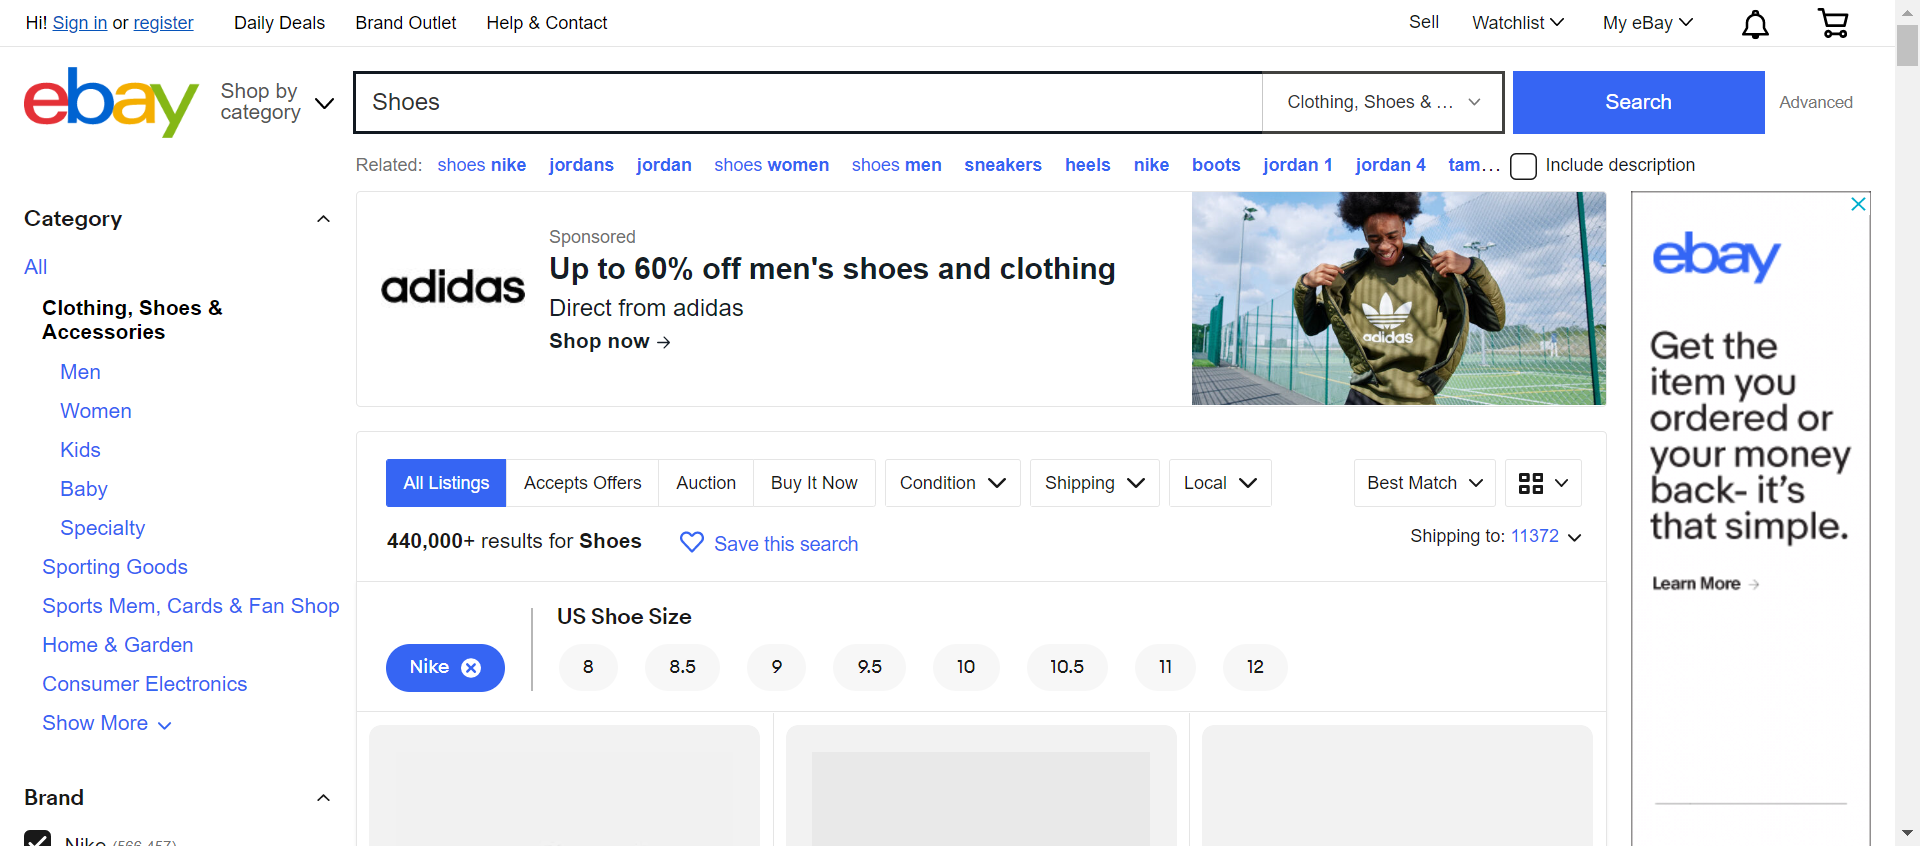 Hi! Sign in or register
Daily Deals
Brand Outlet
Help & Contact
Sell
Watchlist
My eBay
ebay
Shop by
category
Shoes
Clothing, Shoes & ...
Search
Advanced
Related: shoes nike jordans jordan shoes women shoes men sneakers heels nike boots jordan 1 jordan 4 tam...
Include description
Category
All
Clothing, Shoes &
Accessories
Men
Women
Kids
Baby
Specialty
Sporting Goods
Sports Mem, Cards & Fan Shop
Home & Garden
Consumer Electronics
Show More
Brand
Nike (566,457)
adidas
Sponsored
Up to 60% off men's shoes and clothing
Direct from adidas
Shop now →
adidas
All Listings
Accepts Offers
Auction
Buy It Now
Condition
Shipping
Local
Best Match
440,000+ results for Shoes
Save this search
Shipping to: 11372
US Shoe Size
Nike
8
8.5
9
9.5
10
10.5
11
12
ebay
Get the
item you
ordered or
your money
back- it's
that simple.
Learn More →